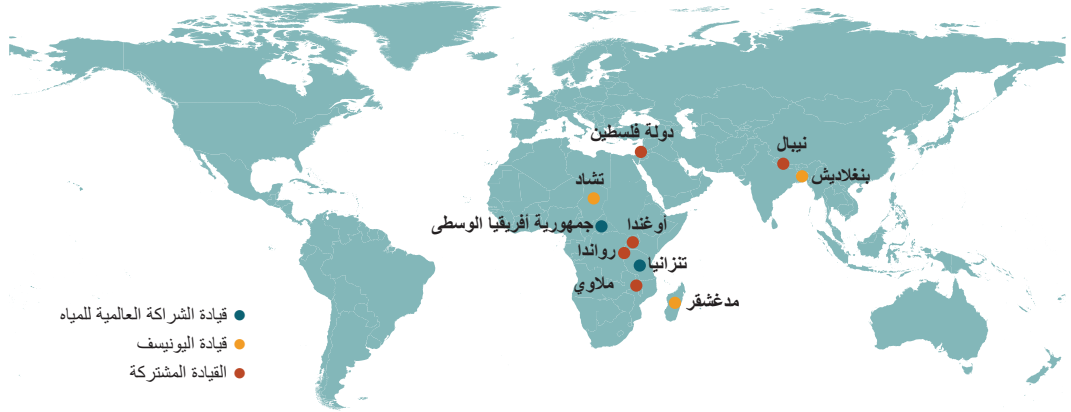 دولة فلسطين
نيبال
بنغلاديش
تشاد
جمهورية أفريقيا الوسطى
أوغندا
رواندا
تنزانيا
ملاوي
مدغشقر
قيادة الشراكة العالمية للمياه
قيادة اليونيسف
القيادة المشتركة